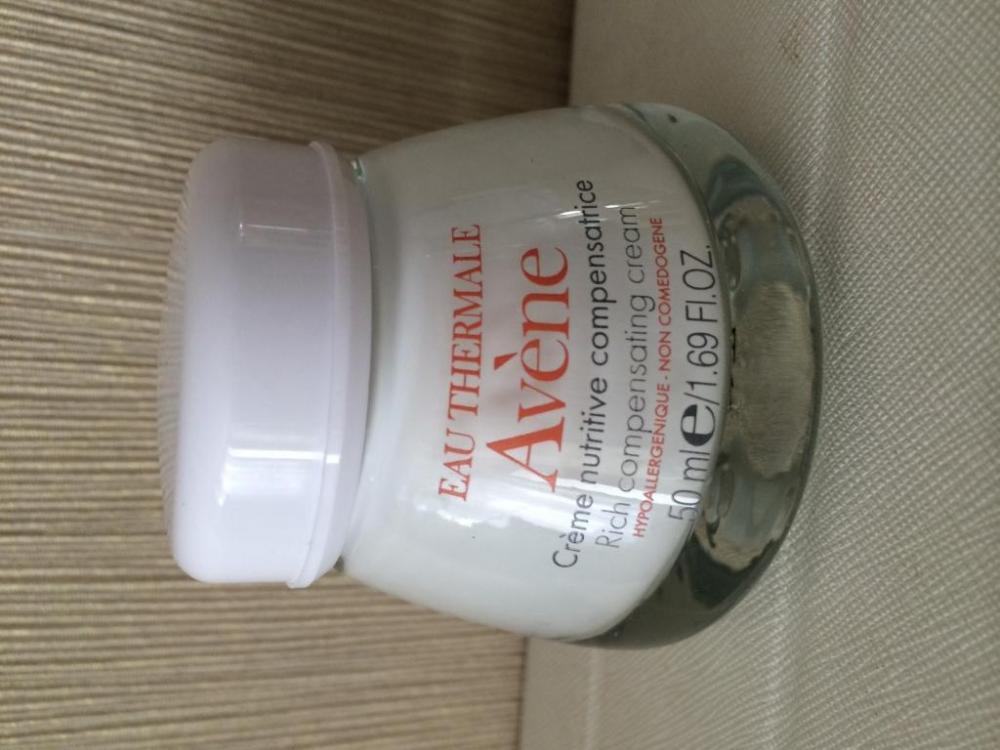 EAU THERMALE
Avène
Crème nutritive compensatrice
Rich compensating cream
HYPOALLERGENIQUE - NON COMEDOGENE
50 ml e/1.69 Fl.OZ.